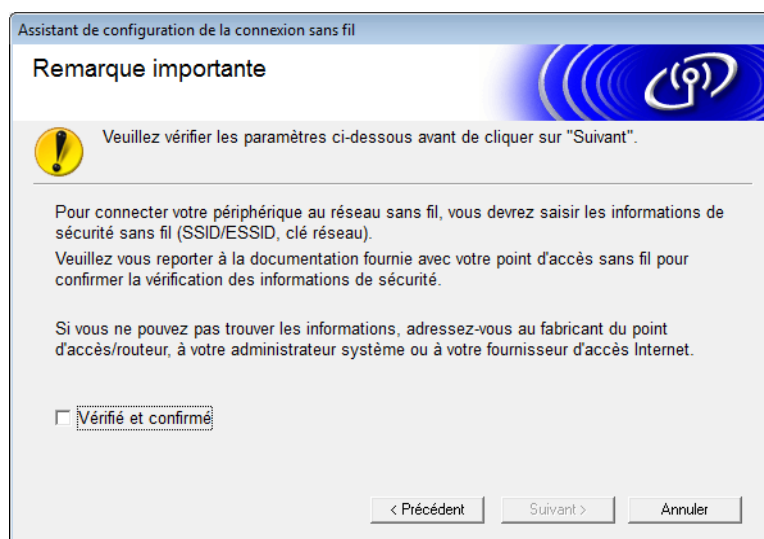 Assistant de configuration de la connexion sans fil
Remarque importante
Veuillez vérifier les paramètres ci-dessous avant de cliquer sur "Suivant".
Pour connecter votre périphérique au réseau sans fil, vous devrez saisir les informations de
sécurité sans fil (SSID/ESSID, clé réseau).
Veuillez vous reporter à la documentation fournie avec votre point d'accès sans fil pour
confirmer la vérification des informations de sécurité.
Si vous ne pouvez pas trouver les informations, adressez-vous au fabricant du point
d'accès/routeur, à votre administrateur système ou à votre fournisseur d'accès Internet.
Vérifié et confirmé
< Précédent Suivant > Annuler